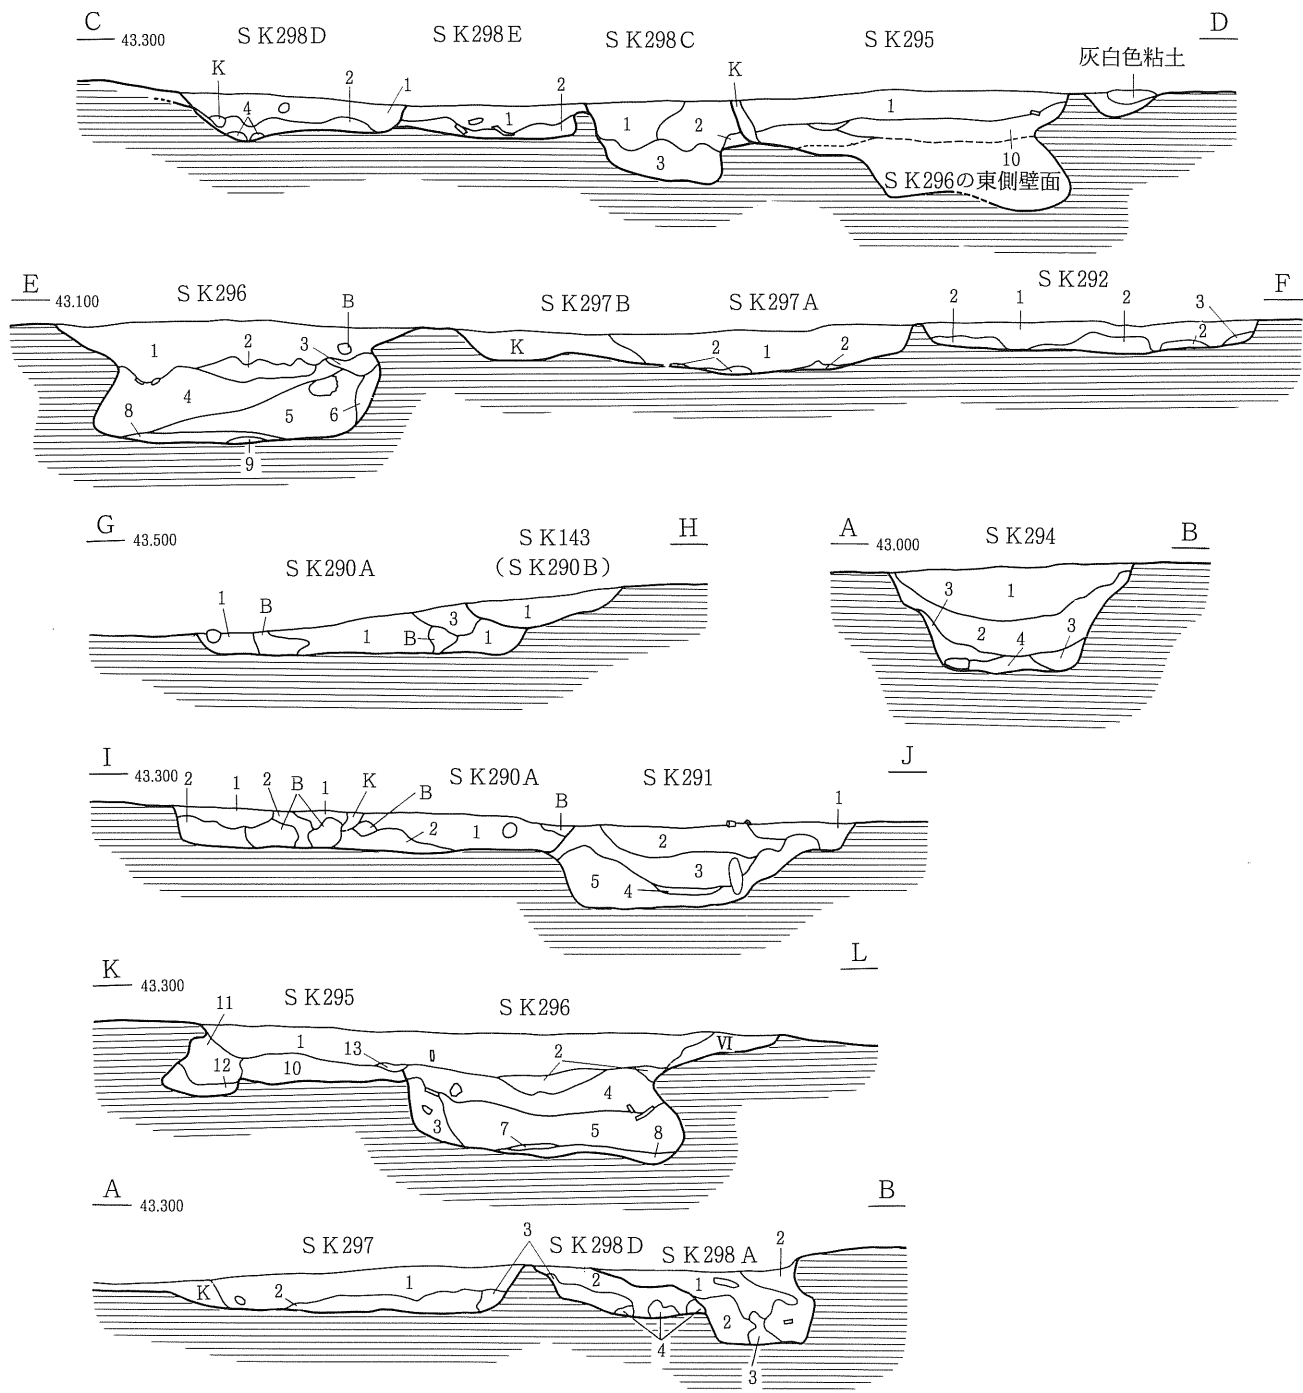 C 43.300 SK298D SK298E SK298C SK295 D
灰白色粘土
K 4 2 1 1 2 1 2 3 K 1 10
SK296の東側壁面
E 43.100 SK296 B SK297B SK297A SK292 F
1 2 3 4 5 6 8 9 K 2 1 2 2 1 2 2 3
G 43.500 SK290A SK143 H
(SK290B)
1 B 1 B 3 1 1
A 43.000 SK294 B
3 1 2 4 3
I 43.300 SK290A SK291 J
2 1 2 B 1 K B 2 1 B 2 3 5 4 1
K 43.300 SK295 SK296 L
11 1 13 12 10 2 Ⅵ 4 3 7 5 8
A 43.300 SK297 SK298D SK298A B
K 2 1 3 2 4 1 2 2 3